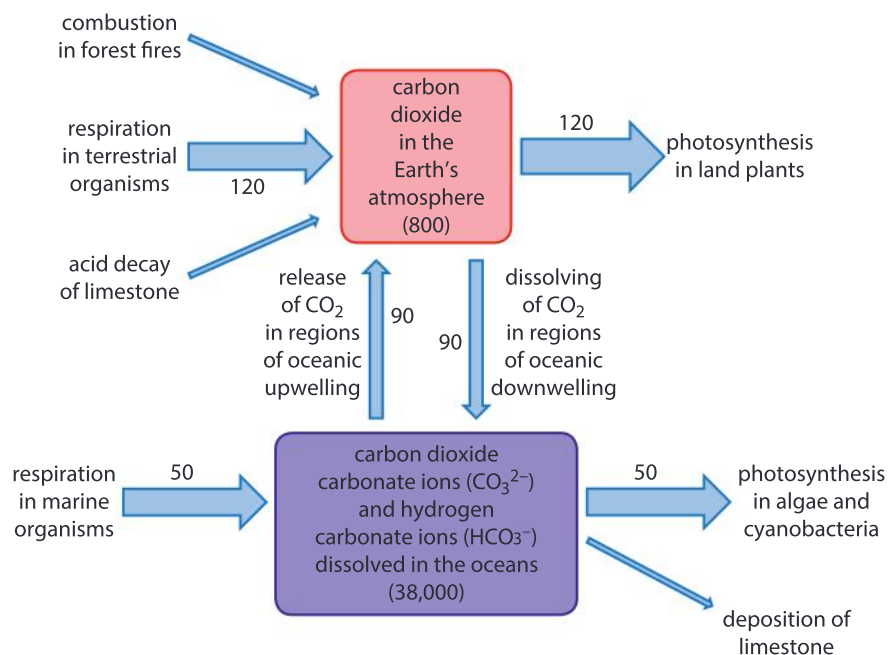 combustion
in forest fires
respiration
in terrestrial
organisms
120
acid decay
of limestone
carbon
dioxide
in the
Earth's
atmosphere
(800)
120
photosynthesis
in land plants
release
of CO₂
in regions
of oceanic
upwelling
90
90
dissolving
of CO₂
in regions
of oceanic
downwelling
respiration
in marine
organisms
50
carbon dioxide
carbonate ions (CO₃²⁻)
and hydrogen
carbonate ions (HCO₃⁻)
dissolved in the oceans
(38,000)
50
photosynthesis
in algae and
cyanobacteria
deposition of
limestone